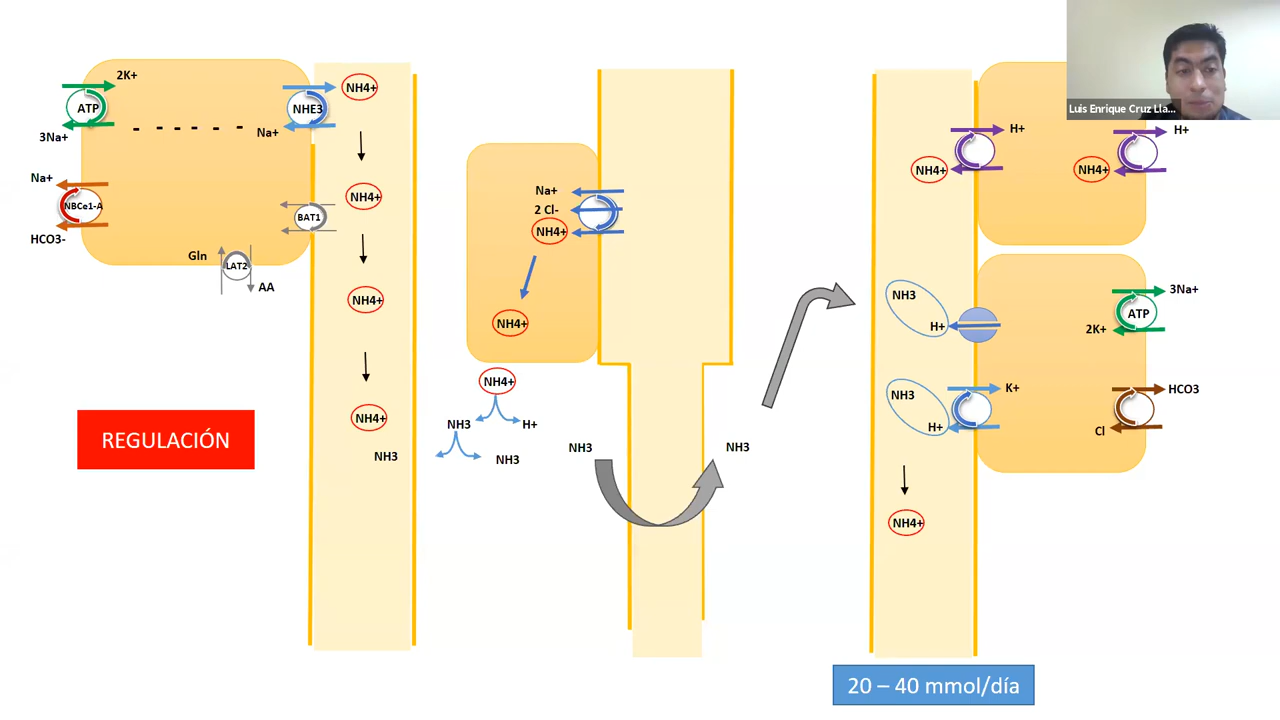 2K+
ATP
3Na+
Na+
NBCe1-A
HCO3-
NHE3
Na+
BAT1
Gln
LAT2
AA
REGULACIÓN
NH4+
NH4+
NH4+
NH4+
NH3
Na+
2 Cl-
NH4+
NH4+
NH4+
NH3
H+
NH3
NH3
NH3
H+
NH4+
H+
NH4+
NH3
H+
NH3
H+
K+
NH4+
3Na+
ATP
2K+
HCO3
Cl
20 – 40 mmol/día
Luis Enrique Cruz Lla...